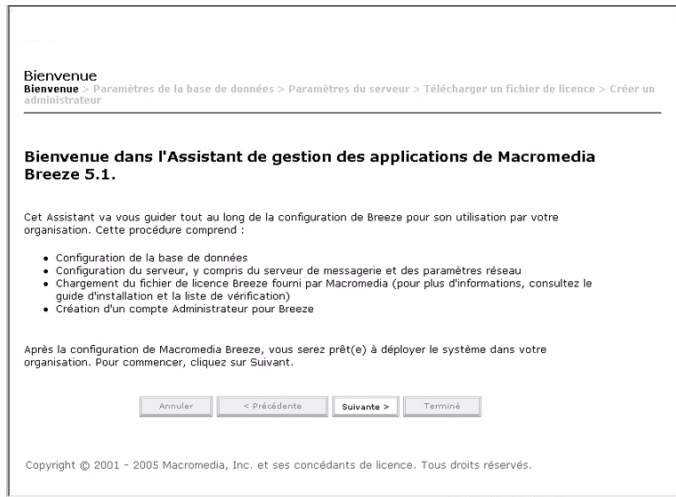 Bienvenue
Bienvenue > Paramètres de la base de données > Paramètres du serveur > Télécharger un fichier de licence > Créer un
administrateur
Bienvenue dans l'Assistant de gestion des applications de Macromedia
Breeze 5.1.
Cet Assistant va vous guider tout au long de la configuration de Breeze pour son utilisation par votre
organisation. Cette procédure comprend :
• Configuration de la base de données
• Configuration du serveur, y compris du serveur de messagerie et des paramètres réseau
• Chargement du fichier de licence Breeze fourni par Macromedia (pour plus d'informations, consultez le
guide d'installation et la liste de vérification)
• Création d'un compte Administrateur pour Breeze
Après la configuration de Macromedia Breeze, vous serez prêt(e) à déployer le système dans votre
organisation. Pour commencer, cliquez sur Suivant.
Annuler < Précédente Suivante > Terminé
Copyright © 2001 - 2005 Macromedia, Inc. et ses concédants de licence. Tous droits réservés.